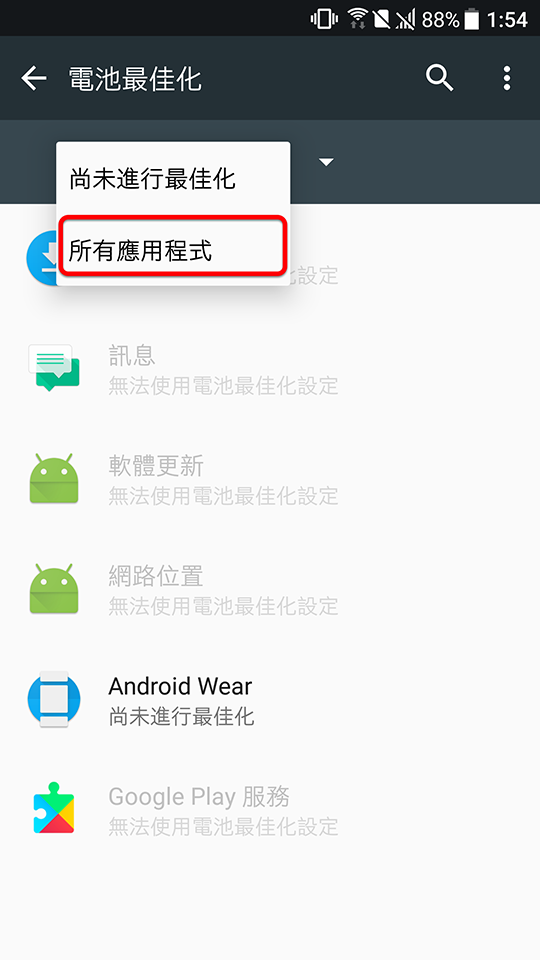 88% 1:54
電池最佳化
尚未進行最佳化
所有應用程式
化設定
訊息
無法使用電池最佳化設定
軟體更新
無法使用電池最佳化設定
網路位置
無法使用電池最佳化設定
Android Wear
尚未進行最佳化
Google Play 服務
無法使用電池最佳化設定